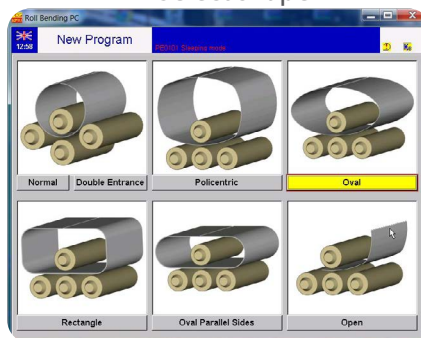 Roll Bending PC
12:58
New Program
PE0101 Sleeping mode
Normal
Double Entrance
Policentric
Oval
Rectangle
Oval Parallel Sides
Open